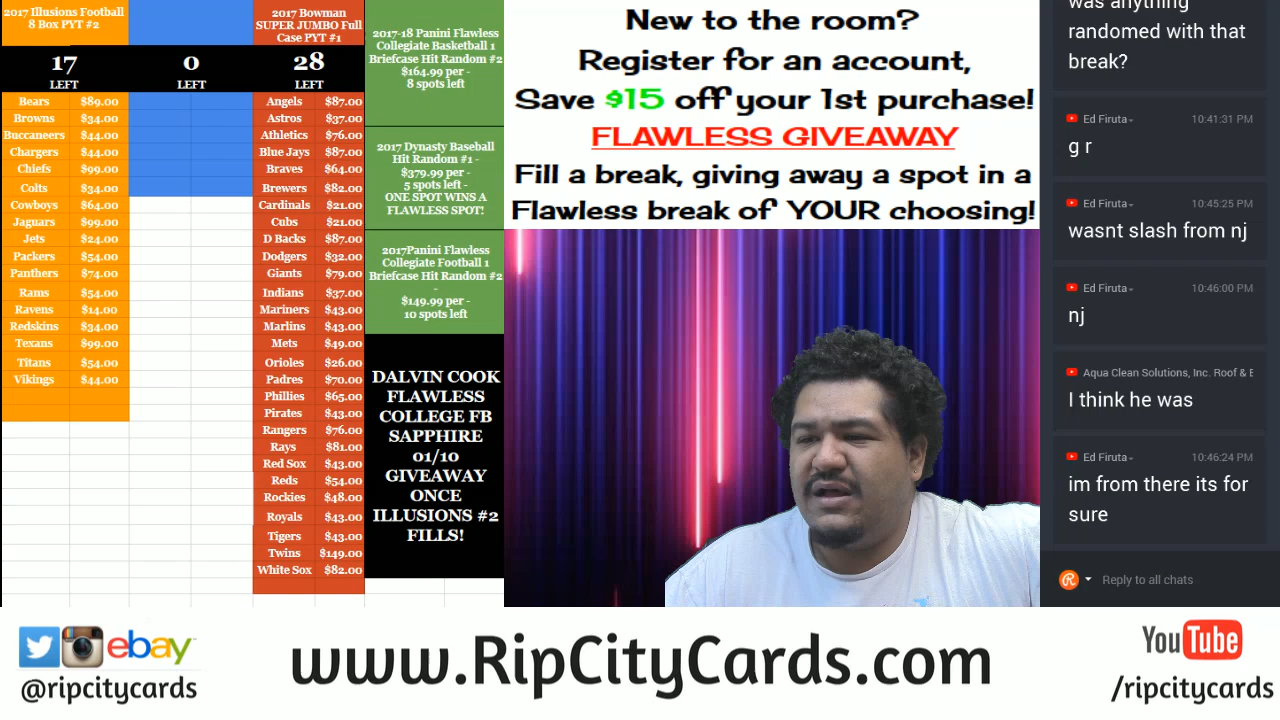 2017 Illusions Football
8 Box PYT #2
17
LEFT
Bears $89.00
Browns $34.00
Buccaneers $44.00
Chargers $44.00
Chiefs $99.00
Colts $34.00
Cowboys $64.00
Jaguars $99.00
Jets $24.00
Packers $54.00
Panthers $74.00
Rams $54.00
Ravens $14.00
Redskins $34.00
Texans $99.00
Titans $54.00
Vikings $44.00
0
LEFT
2017 Bowman
SUPER JUMBO Full
Case PYT #1
28
LEFT
Angels $87.00
Astros $37.00
Athletics $76.00
Blue Jays $87.00
Braves $64.00
Brewers $82.00
Cardinals $21.00
Cubs $21.00
D Backs $87.00
Dodgers $32.00
Giants $79.00
Indians $37.00
Mariners $43.00
Marlins $43.00
Mets $49.00
Orioles $26.00
Padres $70.00
Phillies $65.00
Pirates $43.00
Rangers $76.00
Rays $81.00
Red Sox $43.00
Reds $54.00
Rockies $48.00
Royals $43.00
Tigers $43.00
Twins $149.00
White Sox $82.00
2017-18 Panini Flawless
Collegiate Basketball 1
Briefcase Hit Random #2
$164.99 per -
8 spots left
2017 Dynasty Baseball
Hit Random #1 -
$379.99 per -
5 spots left -
ONE SPOT WINS A
FLAWLESS SPOT!
2017Panini Flawless
Collegiate Football 1
Briefcase Hit Random #2
-
$149.99 per -
10 spots left
DALVIN COOK
FLAWLESS
COLLEGE FB
SAPPHIRE
01/10
GIVEAWAY
ONCE
ILLUSIONS #2
FILLS!
New to the room?
Register for an account,
Save $15 off your 1st purchase!
FLAWLESS GIVEAWAY
Fill a break, giving away a spot in a
Flawless break of YOUR choosing!
was anything
randomed with that
break?
Ed Firuta 10:41:31 PM
g r
Ed Firuta 10:45:25 PM
wasnt slash from nj
Ed Firuta 10:46:00 PM
nj
Aqua Clean Solutions, Inc. Roof & E
I think he was
Ed Firuta 10:46:24 PM
im from there its for
sure
Reply to all chats
ebay
@ripcitycards
www.RipCityCards.com
YouTube
/ripcitycards